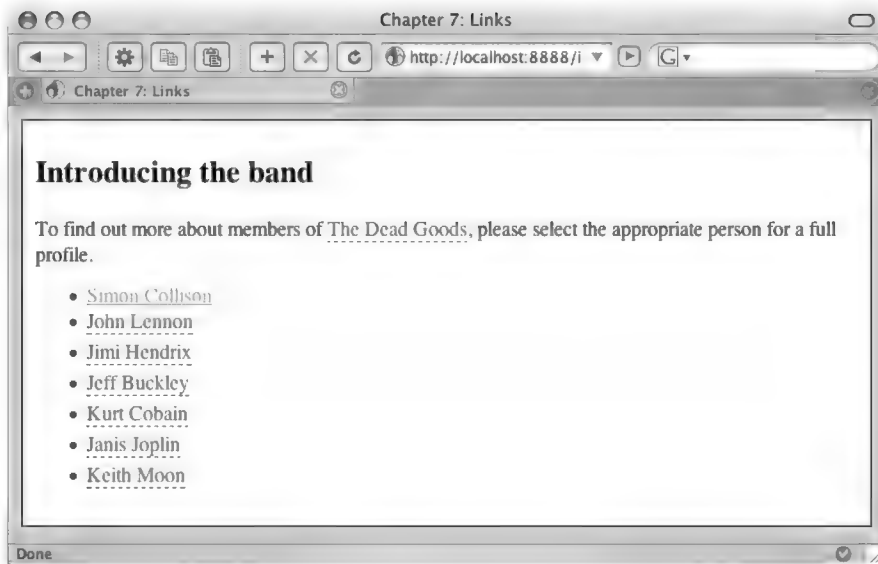 Chapter 7: Links
http://localhost:8888/i
G
Chapter 7: Links
Introducing the band
To find out more about members of The Dead Goods, please select the appropriate person for a full
profile.
• Simon Collison
• John Lennon
• Jimi Hendrix
• Jeff Buckley
• Kurt Cobain
• Janis Joplin
• Keith Moon
Done